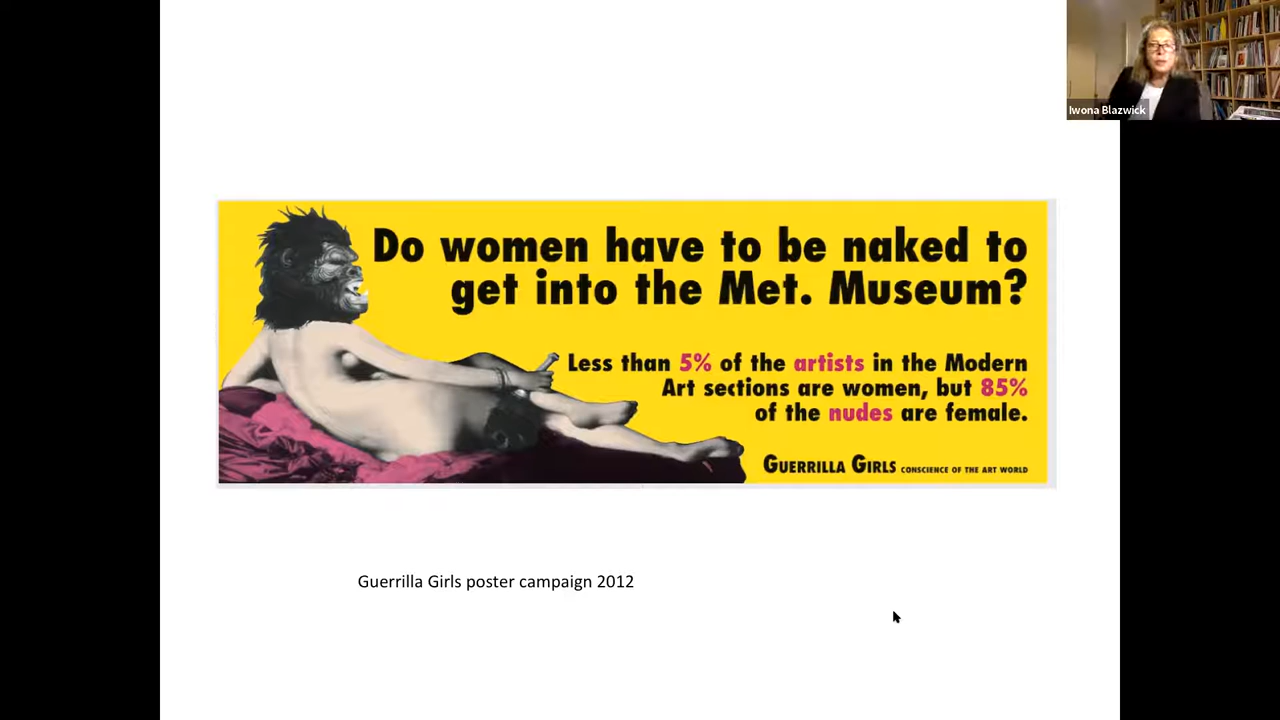 Iwona Blazwick
Do women have to be naked to
get into the Met. Museum?
Less than 5% of the artists in the Modern
Art sections are women, but 85%
of the nudes are female.
GUERRILLA GIRLS CONSCIENCE OF THE ART WORLD
Guerrilla Girls poster campaign 2012